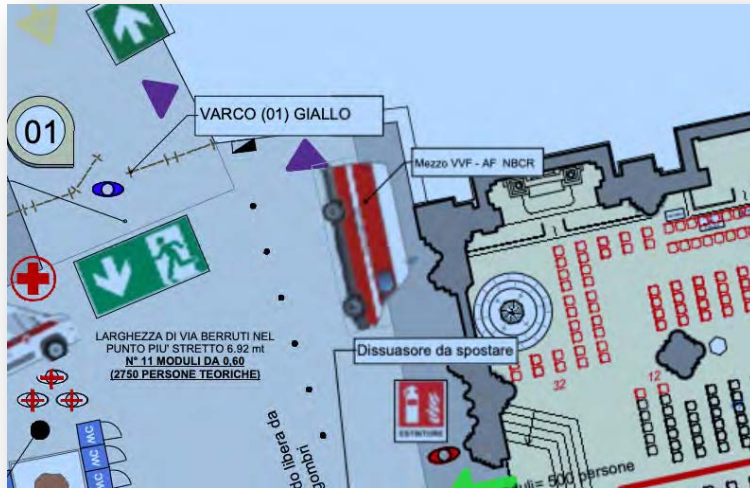 VARCO (01) GIALLO
01
Mezzo VVF - AF NBCR
LARGHEZZA DI VIA BERRUTI NEL
PUNTO PIU' STRETTO 6.92 mt
N° 11 MODULI DA 0,60
(2750 PERSONE TEORICHE)
Dissuasore da spostare
32
12
ESTINTORE
WC
WC
WC
do libera da
gombri
uli= 500 persone